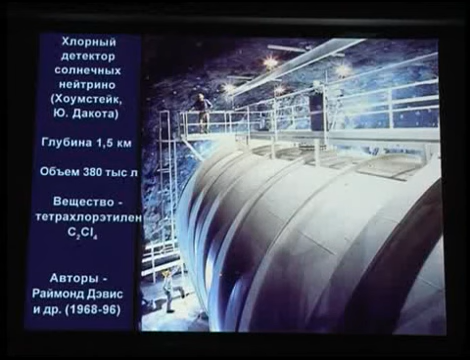 Хлорный
детектор
солнечных
нейтрино
(Хоумстейк,
Ю. Дакота)
Глубина 1,5 км
Объем 380 тыс л
Вещество -
тетрахлорэтилен
C₂Cl₄
Авторы -
Раймонд Дэвис
и др. (1968-96)